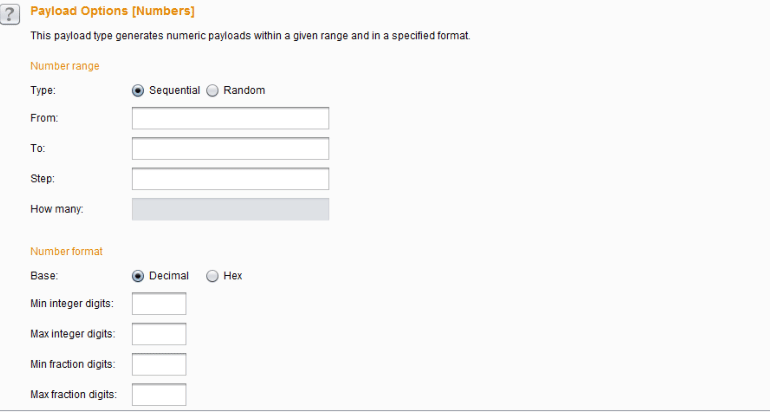 ?
Payload Options [Numbers]
This payload type generates numeric payloads within a given range and in a specified format.
Number range
Type: Sequential Random
From:
To:
Step:
How many:
Number format
Base: Decimal Hex
Min integer digits:
Max integer digits:
Min fraction digits:
Max fraction digits: